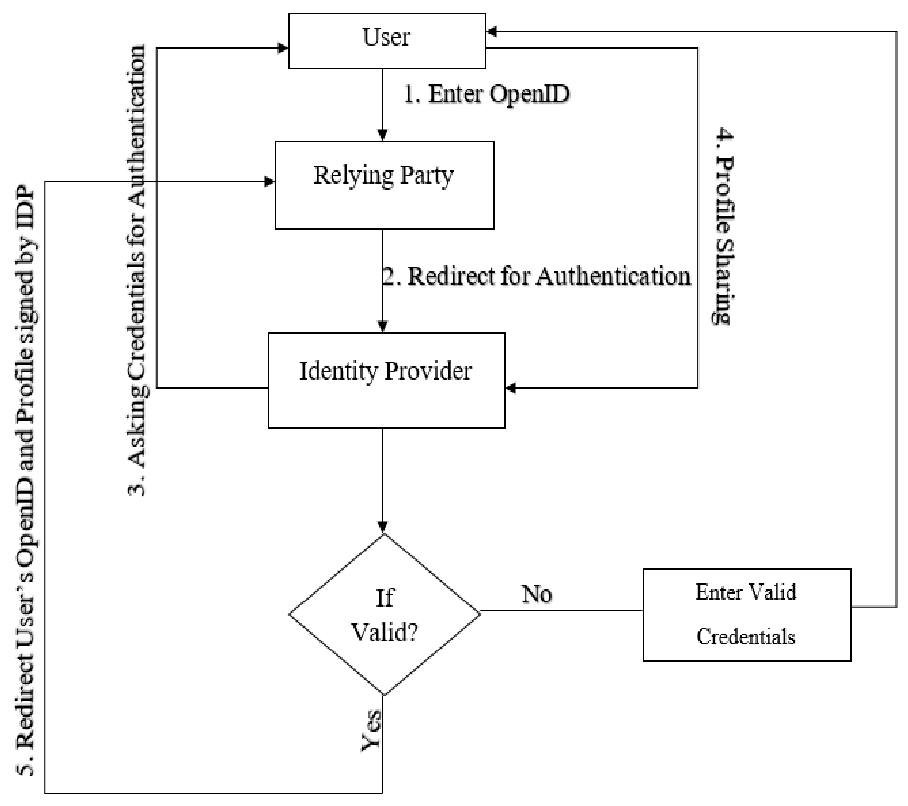 User
1. Enter OpenID
Relying Party
2. Redirect for Authentication
Identity Provider
3. Asking Credentials for Authentication
4. Profile Sharing
If
Valid?
No
Enter Valid
Credentials
Yes
5. Redirect User's OpenID and Profile signed by IDP